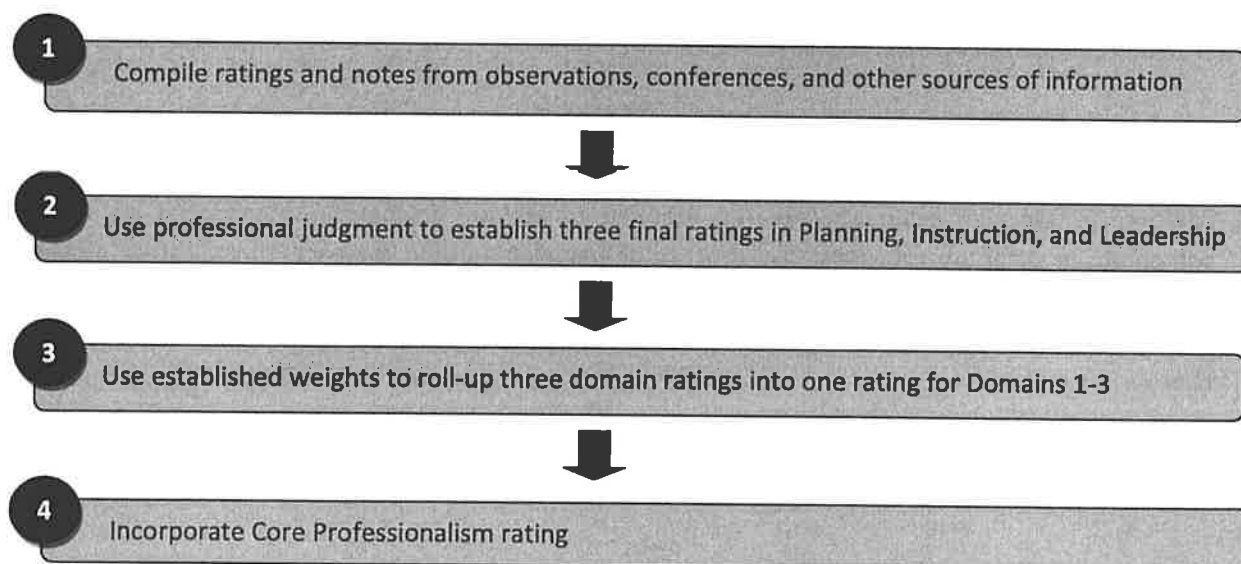 1
Compile ratings and notes from observations, conferences, and other sources of information
2
Use professional judgment to establish three final ratings in Planning, Instruction, and Leadership
3
Use established weights to roll-up three domain ratings into one rating for Domains 1-3
4
Incorporate Core Professionalism rating